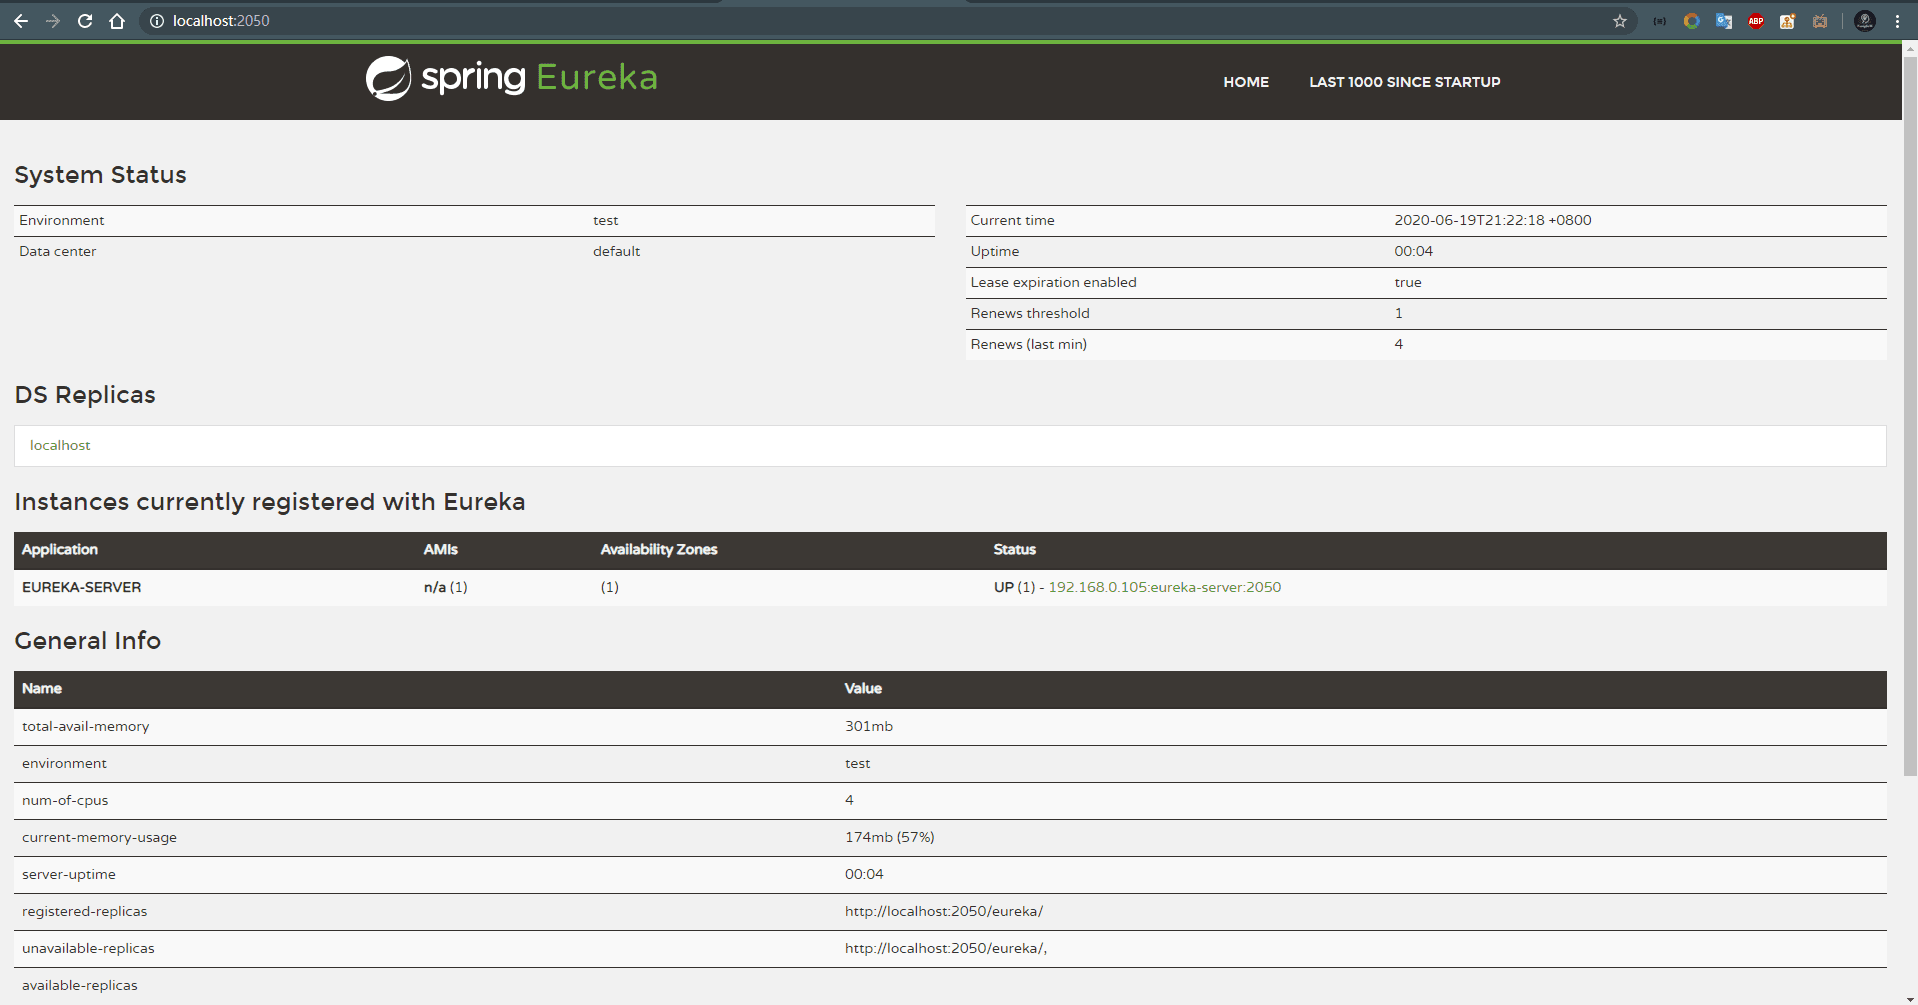 localhost:2050
ABP
spring Eureka
HOME
LAST 1000 SINCE STARTUP
System Status
Environment test
Data center default
Current time 2020-06-19T21:22:18 +0800
Uptime 00:04
Lease expiration enabled true
Renews threshold 1
Renews (last min) 4
DS Replicas
localhost
Instances currently registered with Eureka
Application AMIs Availability Zones Status
EUREKA-SERVER n/a (1) (1) UP (1) - 192.168.0.105:eureka-server:2050
General Info
Name Value
total-avail-memory 301mb
environment test
num-of-cpus 4
current-memory-usage 174mb (57%)
server-uptime 00:04
registered-replicas http://localhost:2050/eureka/
unavailable-replicas http://localhost:2050/eureka/,
available-replicas